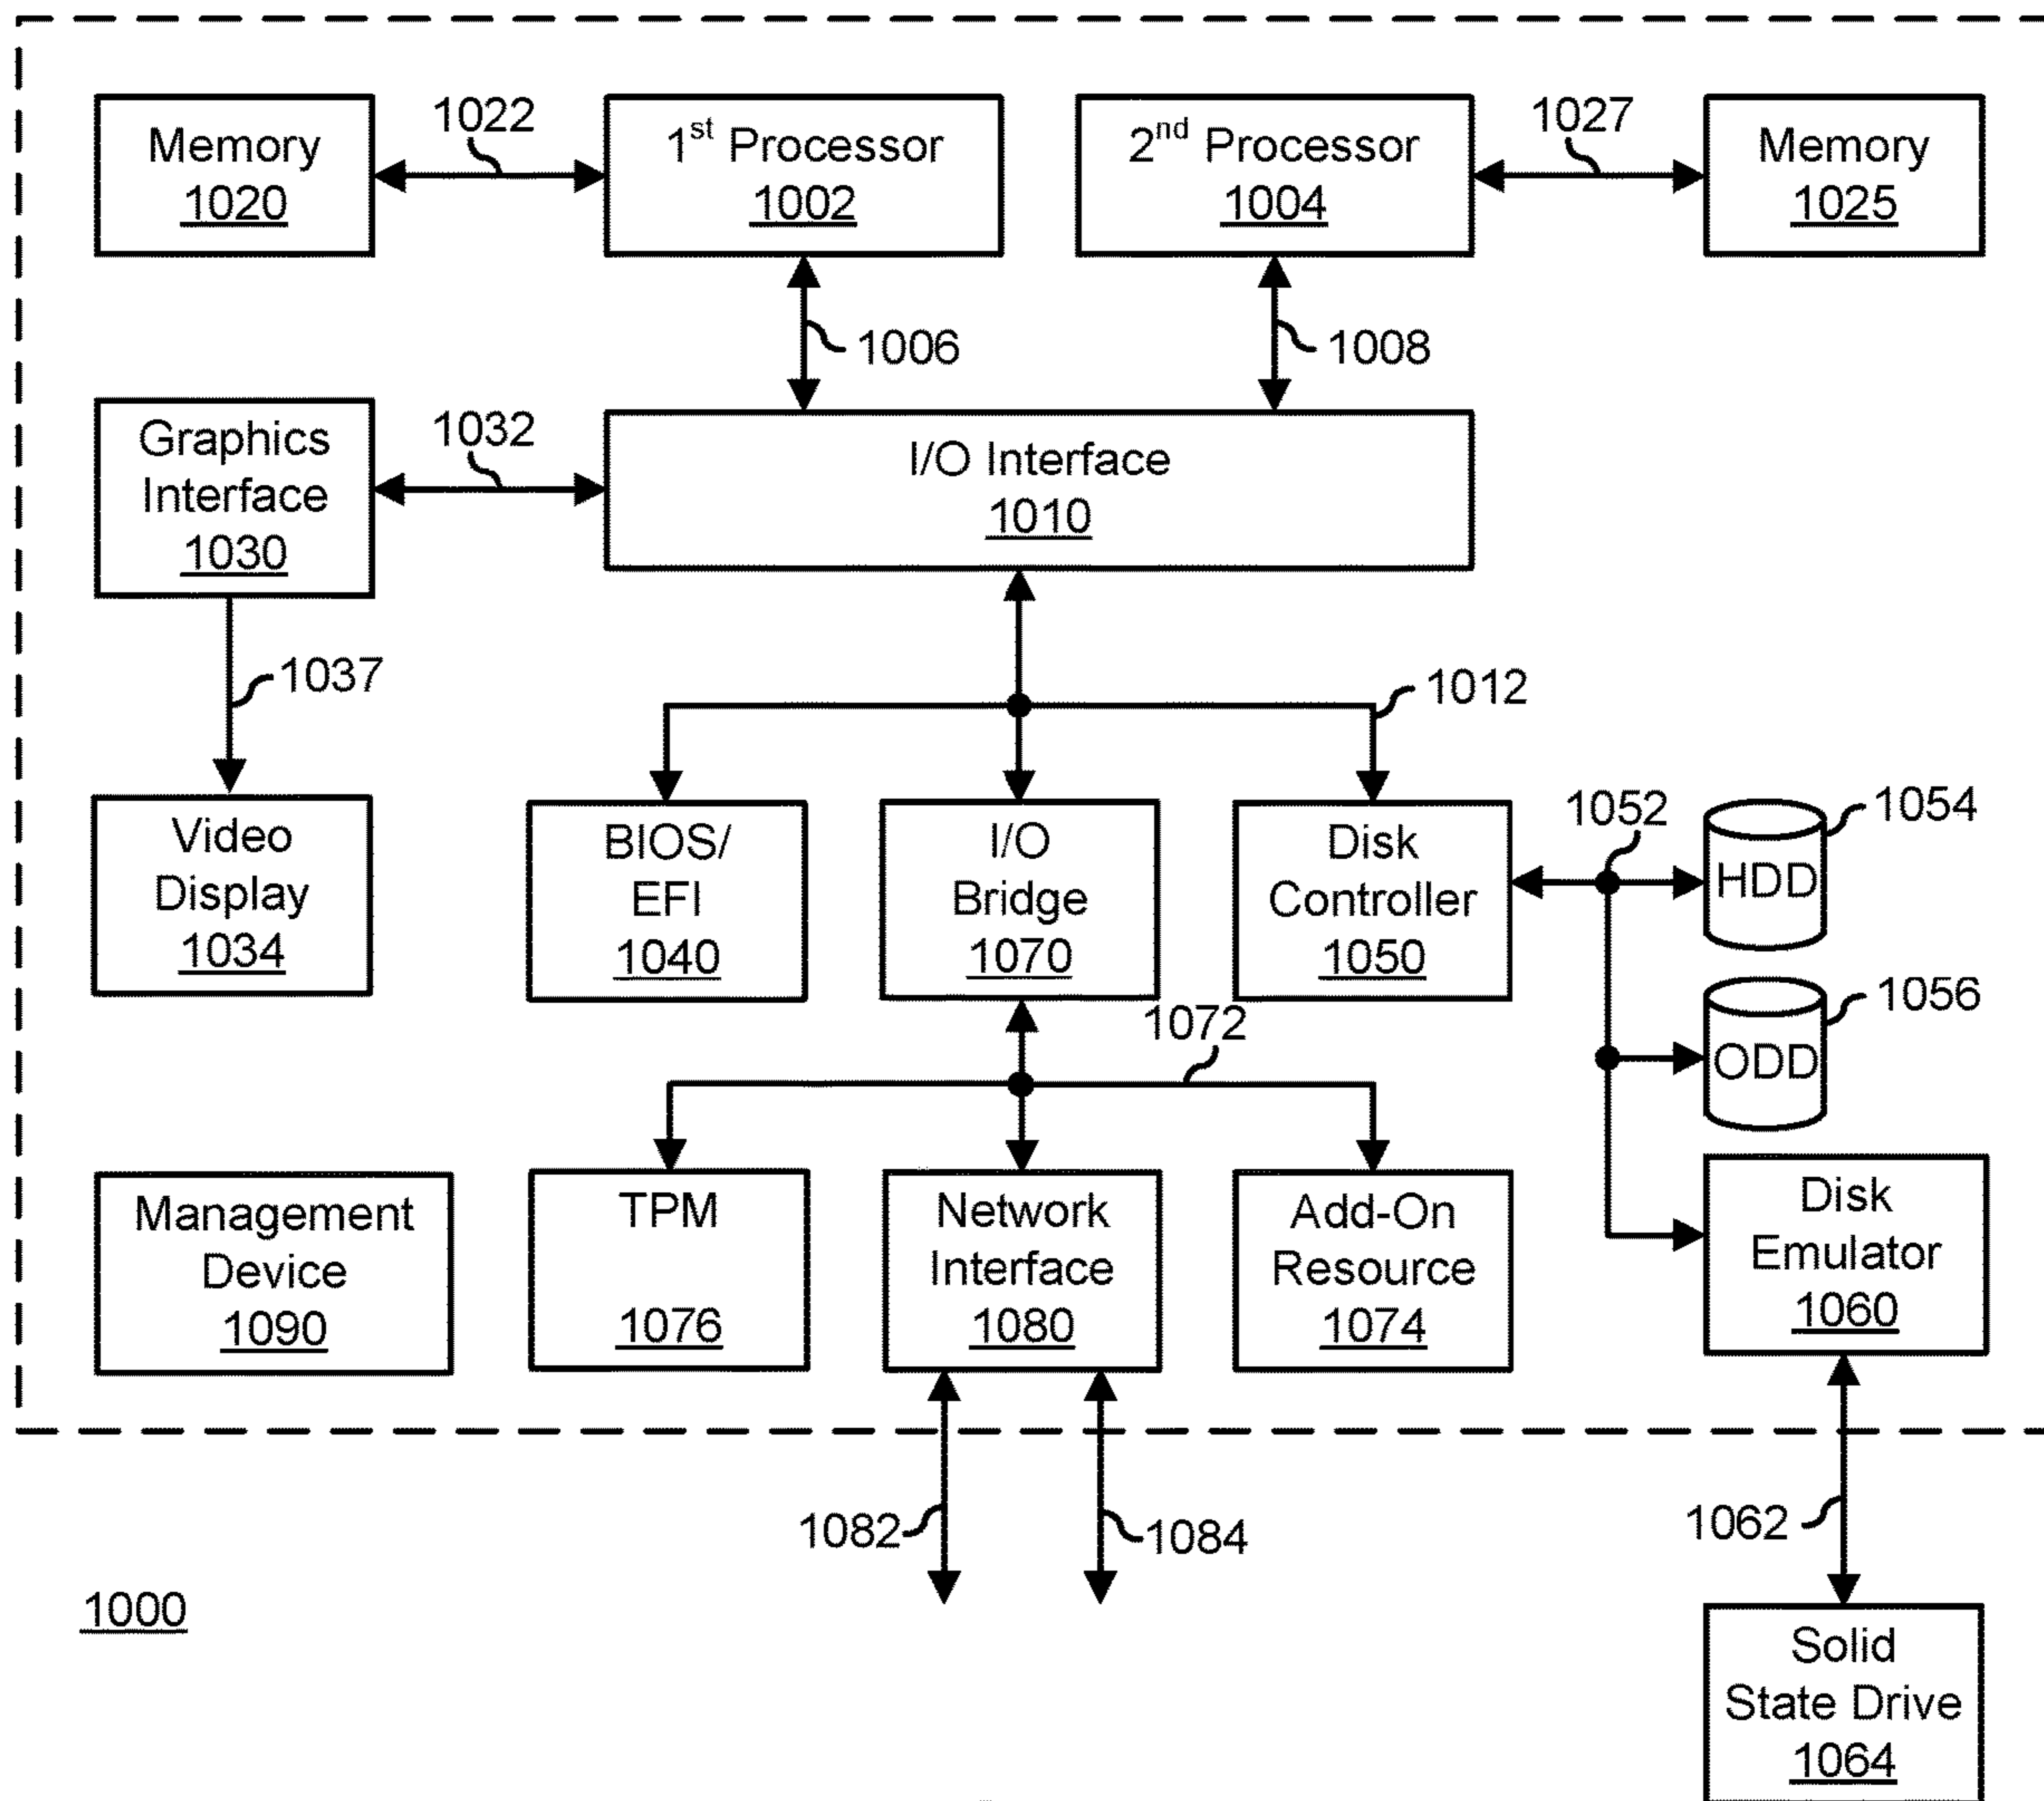 Memory
1020
1022
1st Processor
1002
2nd Processor
1004
1027
Memory
1025
1006
1008
Graphics
Interface
1030
1032
I/O Interface
1010
1037
1012
Video
Display
1034
BIOS/
EFI
1040
I/O
Bridge
1070
Disk
Controller
1050
1052
HDD
1054
ODD
1056
1072
Management
Device
1090
TPM
1076
Network
Interface
1080
Add-On
Resource
1074
Disk
Emulator
1060
1082
1084
1062
1000
Solid
State Drive
1064